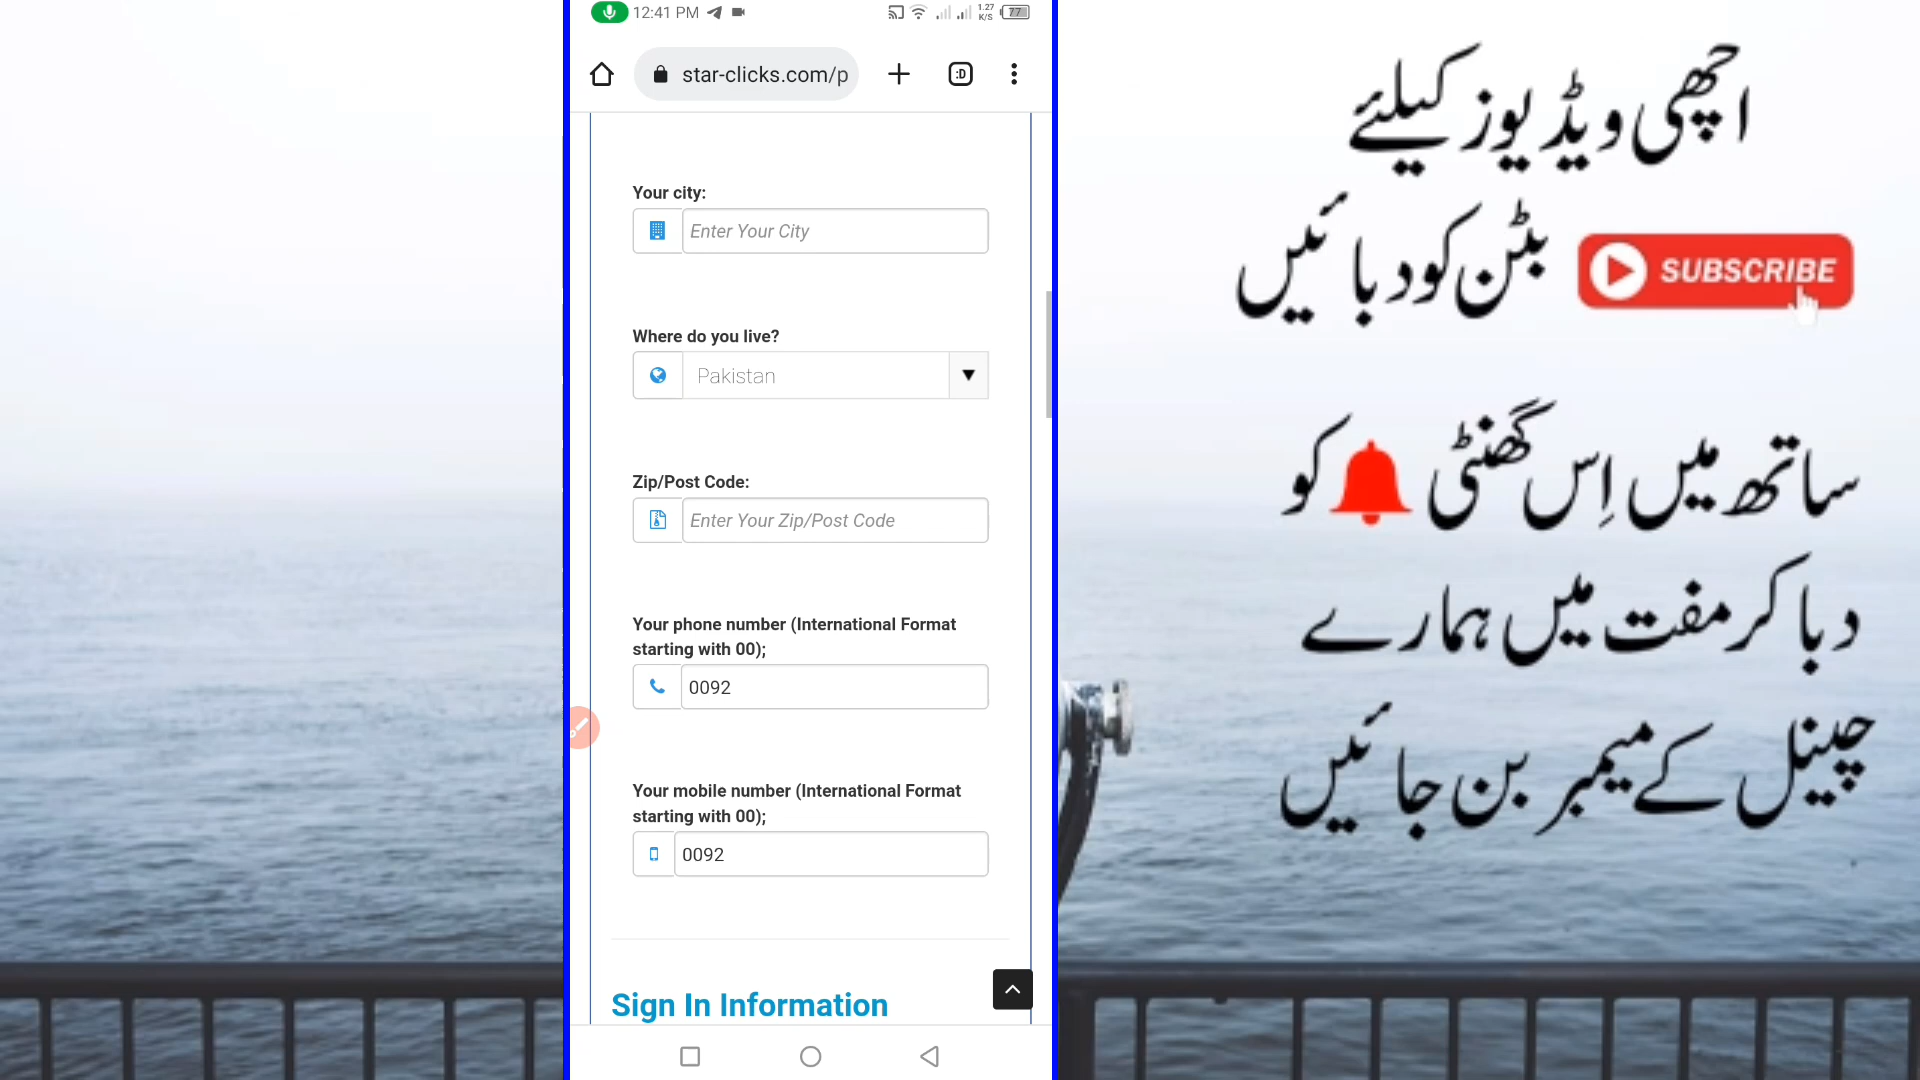 12:41 PM
1.27 K/S
77
star-clicks.com/p
:D
Your city:
Enter Your City
Where do you live?
Pakistan
Zip/Post Code:
Enter Your Zip/Post Code
Your phone number (International Format
starting with 00);
0092
Your mobile number (International Format
starting with 00);
0092
Sign In Information
اچھی ویڈیوز کیلئے
SUBSCRIBE بٹن کو دبائیں
ساتھ میں اِس گھنٹی کو
دبا کر مفت میں ہمارے
چینل کے میمبر بن جائیں